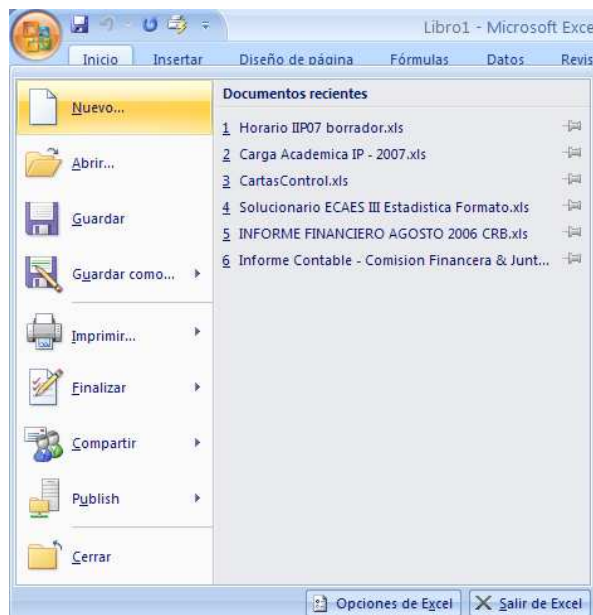 Libro1 - Microsoft Exce
Inicio Insertar Diseño de página Fórmulas Datos Revis
Nuevo...
Abrir...
Guardar
Guardar como...
Imprimir...
Finalizar
Compartir
Publish
Cerrar
Documentos recientes
1 Horario IIP07 borrador.xls
2 Carga Academica IP - 2007.xls
3 CartasControl.xls
4 Solucionario ECAES III Estadistica Formato.xls
5 INFORME FINANCIERO AGOSTO 2006 CRB.xls
6 Informe Contable - Comision Financera & Junt...
Opciones de Excel Salir de Excel